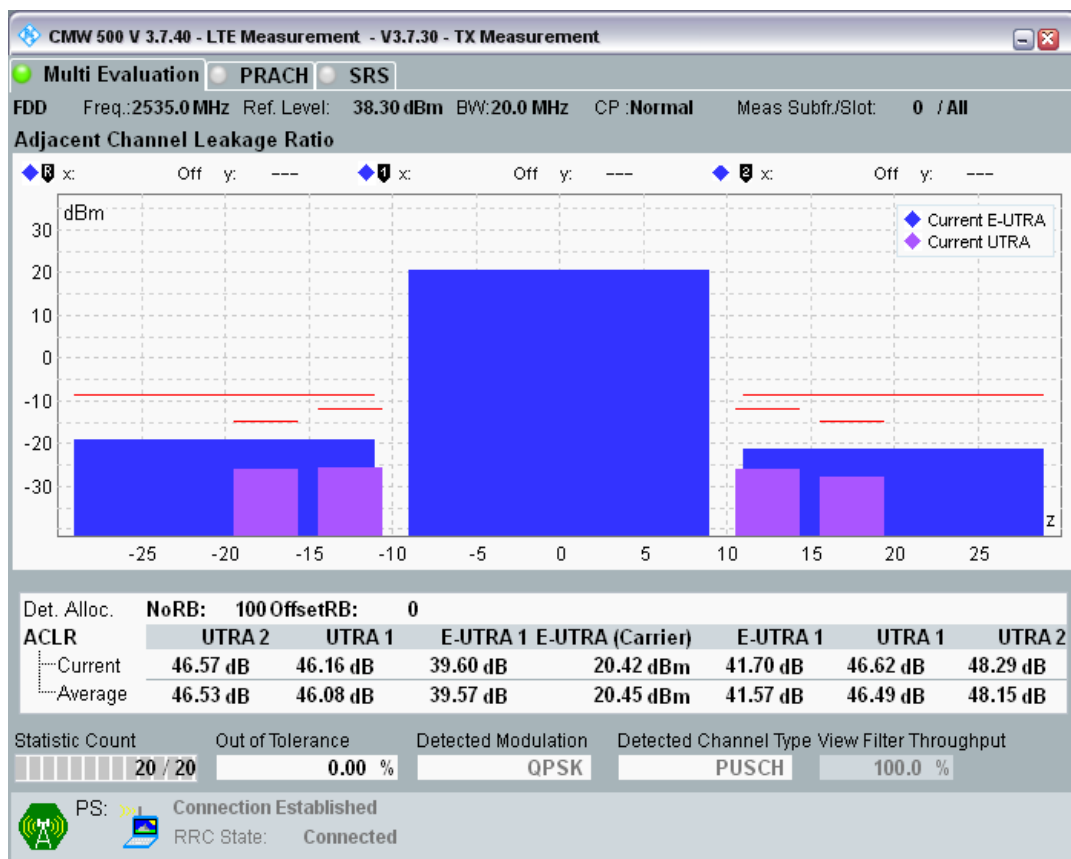 CMW 500 V 3.7.40 - LTE Measurement - V3.7.30 - TX Measurement
Multi Evaluation PRACH SRS
FDD Freq.:2535.0 MHz Ref. Level: 38.30 dBm BW:20.0 MHz CP :Normal Meas Subfr./Slot: 0 / All
Adjacent Channel Leakage Ratio
R x: Off y: --- 1 x: Off y: --- 2 x: Off y: ---
dBm
Current E-UTRA
Current UTRA
30
20
10
0
-10
-20
-30
z
-25 -20 -15 -10 -5 0 5 10 15 20 25
Det. Alloc. NoRB: 100 OffsetRB: 0
ACLR UTRA 2 UTRA 1 E-UTRA 1 E-UTRA (Carrier) E-UTRA 1 UTRA 1 UTRA 2
Current 46.57 dB 46.16 dB 39.60 dB 20.42 dBm 41.70 dB 46.62 dB 48.29 dB
Average 46.53 dB 46.08 dB 39.57 dB 20.45 dBm 41.57 dB 46.49 dB 48.15 dB
Statistic Count Out of Tolerance Detected Modulation Detected Channel Type View Filter Throughput
20 / 20 0.00 % QPSK PUSCH 100.0 %
PS: Connection Established
RRC State: Connected